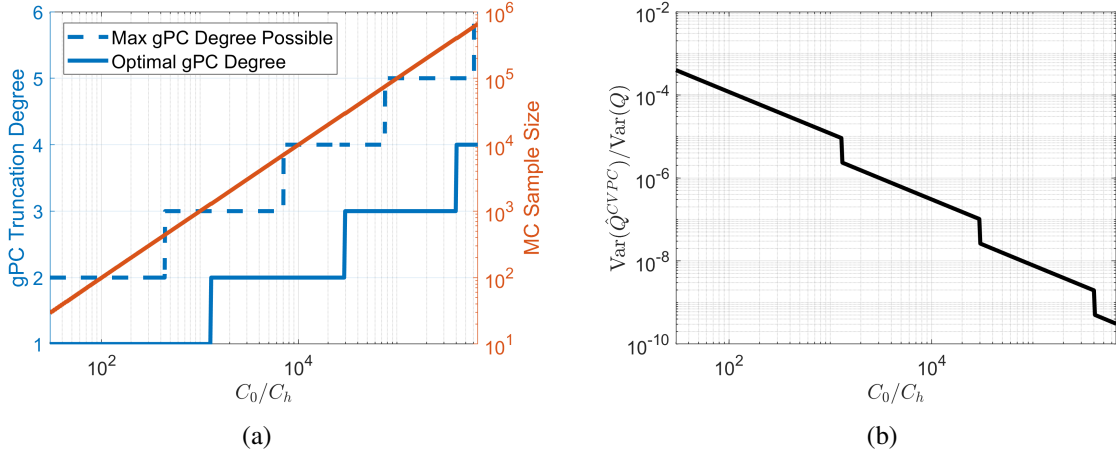 6
5
4
3
2
1
gPC Truncation Degree
Max gPC Degree Possible
Optimal gPC Degree
10^6
10^5
10^4
10^3
10^2
10^1
MC Sample Size
10^2
10^4
C_0/C_h
(a)
10^-2
10^-4
10^-6
10^-8
10^-10
Var(Q̂^CVPC)/Var(Q)
10^2
10^4
C_0/C_h
(b)